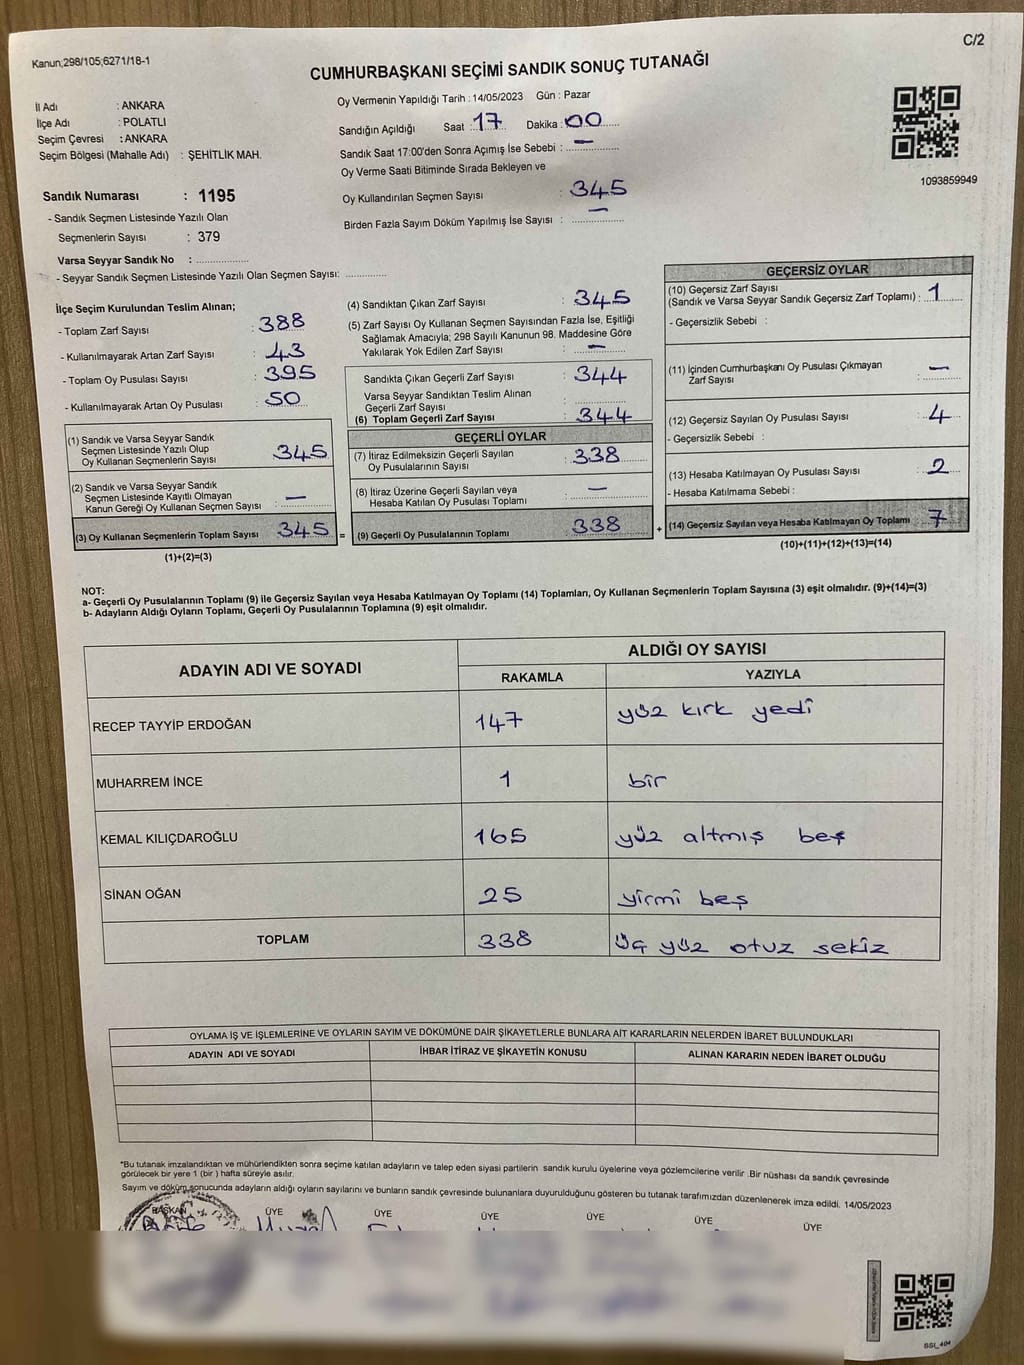 C/2
Kanun;298/105;6271/18-1
CUMHURBAŞKANI SEÇİMİ SANDIK SONUÇ TUTANAĞI
İl Adı : ANKARA
İlçe Adı : POLATLI
Seçim Çevresi : ANKARA
Seçim Bölgesi (Mahalle Adı) : ŞEHİTLİK MAH.
Oy Vermenin Yapıldığı Tarih : 14/05/2023 Gün : Pazar
Sandığın Açıldığı Saat : 17 Dakika : 00
Sandık Saat 17:00'den Sonra Açımış İse Sebebi : —
Oy Verme Saati Bitiminde Sırada Bekleyen ve
Oy Kullandırılan Seçmen Sayısı : 345
Birden Fazla Sayım Döküm Yapılmış İse Sayısı : —
1093859949
Sandık Numarası : 1195
- Sandık Seçmen Listesinde Yazılı Olan
Seçmenlerin Sayısı : 379
Varsa Seyyar Sandık No : ................
- Seyyar Sandık Seçmen Listesinde Yazılı Olan Seçmen Sayısı: .............
İlçe Seçim Kurulundan Teslim Alınan;
- Toplam Zarf Sayısı : 388
- Kullanılmayarak Artan Zarf Sayısı : 43
- Toplam Oy Pusulası Sayısı : 395
- Kullanılmayarak Artan Oy Pusulası : 50
(1) Sandık ve Varsa Seyyar Sandık
Seçmen Listesinde Yazılı Olup
Oy Kullanan Seçmenlerin Sayısı : 345
(2) Sandık ve Varsa Seyyar Sandık
Seçmen Listesinde Kayıtlı Olmayan
Kanun Gereği Oy Kullanan Seçmen Sayısı : —
(3) Oy Kullanan Seçmenlerin Toplam Sayısı : 345 =
(1)+(2)=(3)
(4) Sandıktan Çıkan Zarf Sayısı : 345
(5) Zarf Sayısı Oy Kullanan Seçmen Sayısından Fazla İse, Eşitliği
Sağlamak Amacıyla; 298 Sayılı Kanunun 98. Maddesine Göre
Yakılarak Yok Edilen Zarf Sayısı : —
Sandıkta Çıkan Geçerli Zarf Sayısı : 344
Varsa Seyyar Sandıktan Teslim Alınan
Geçerli Zarf Sayısı : .............
(6) Toplam Geçerli Zarf Sayısı : 344
GEÇERLİ OYLAR
(7) İtiraz Edilmeksizin Geçerli Sayılan
Oy Pusulalarının Sayısı : 338
(8) İtiraz Üzerine Geçerli Sayılan veya
Hesaba Katılan Oy Pusulası Toplamı : —
(9) Geçerli Oy Pusulalarının Toplamı : 338 +
GEÇERSİZ OYLAR
(10) Geçersiz Zarf Sayısı
(Sandık ve Varsa Seyyar Sandık Geçersiz Zarf Toplamı) : 1
- Geçersizlik Sebebi :
(11) İçinden Cumhurbaşkanı Oy Pusulası Çıkmayan
Zarf Sayısı : —
(12) Geçersiz Sayılan Oy Pusulası Sayısı : 4
- Geçersizlik Sebebi :
(13) Hesaba Katılmayan Oy Pusulası Sayısı : 2
- Hesaba Katılmama Sebebi :
(14) Geçersiz Sayılan veya Hesaba Katılmayan Oy Toplamı : 7
(10)+(11)+(12)+(13)=(14)
NOT:
a- Geçerli Oy Pusulalarının Toplamı (9) ile Geçersiz Sayılan veya Hesaba Katılmayan Oy Toplamı (14) Toplamları, Oy Kullanan Seçmenlerin Toplam Sayısına (3) eşit olmalıdır. (9)+(14)=(3)
b- Adayların Aldığı Oyların Toplamı, Geçerli Oy Pusulalarının Toplamına (9) eşit olmalıdır.
ADAYIN ADI VE SOYADI
ALDIĞI OY SAYISI
RAKAMLA YAZIYLA
RECEP TAYYİP ERDOĞAN 147 yüz kırk yedi
MUHARREM İNCE 1 bir
KEMAL KILIÇDAROĞLU 165 yüz altmış beş
SİNAN OĞAN 25 yirmi beş
TOPLAM 338 üç yüz otuz sekiz
OYLAMA İŞ VE İŞLEMLERİNE VE OYLARIN SAYIM VE DÖKÜMÜNE DAİR ŞİKAYETLERLE BUNLARA AİT KARARLARIN NELERDEN İBARET BULUNDUKLARI
ADAYIN ADI VE SOYADI İHBAR İTİRAZ VE ŞİKAYETİN KONUSU ALINAN KARARIN NEDEN İBARET OLDUĞU
*Bu tutanak imzalandıktan ve mühürlendikten sonra seçime katılan adayların ve talep eden siyasi partilerin sandık kurulu üyelerine veya gözlemcilerine verilir .Bir nüshası da sandık çevresinde
görülecek bir yere 1 (bir ) hafta süreyle asılır.
Sayım ve döküm sonucunda adayların aldığı oyların sayılarını ve bunların sandık çevresinde bulunanlara duyurulduğunu gösteren bu tutanak tarafımızdan düzenlenerek imza edildi. 14/05/2023
BAŞKAN ÜYE ÜYE ÜYE ÜYE ÜYE ÜYE